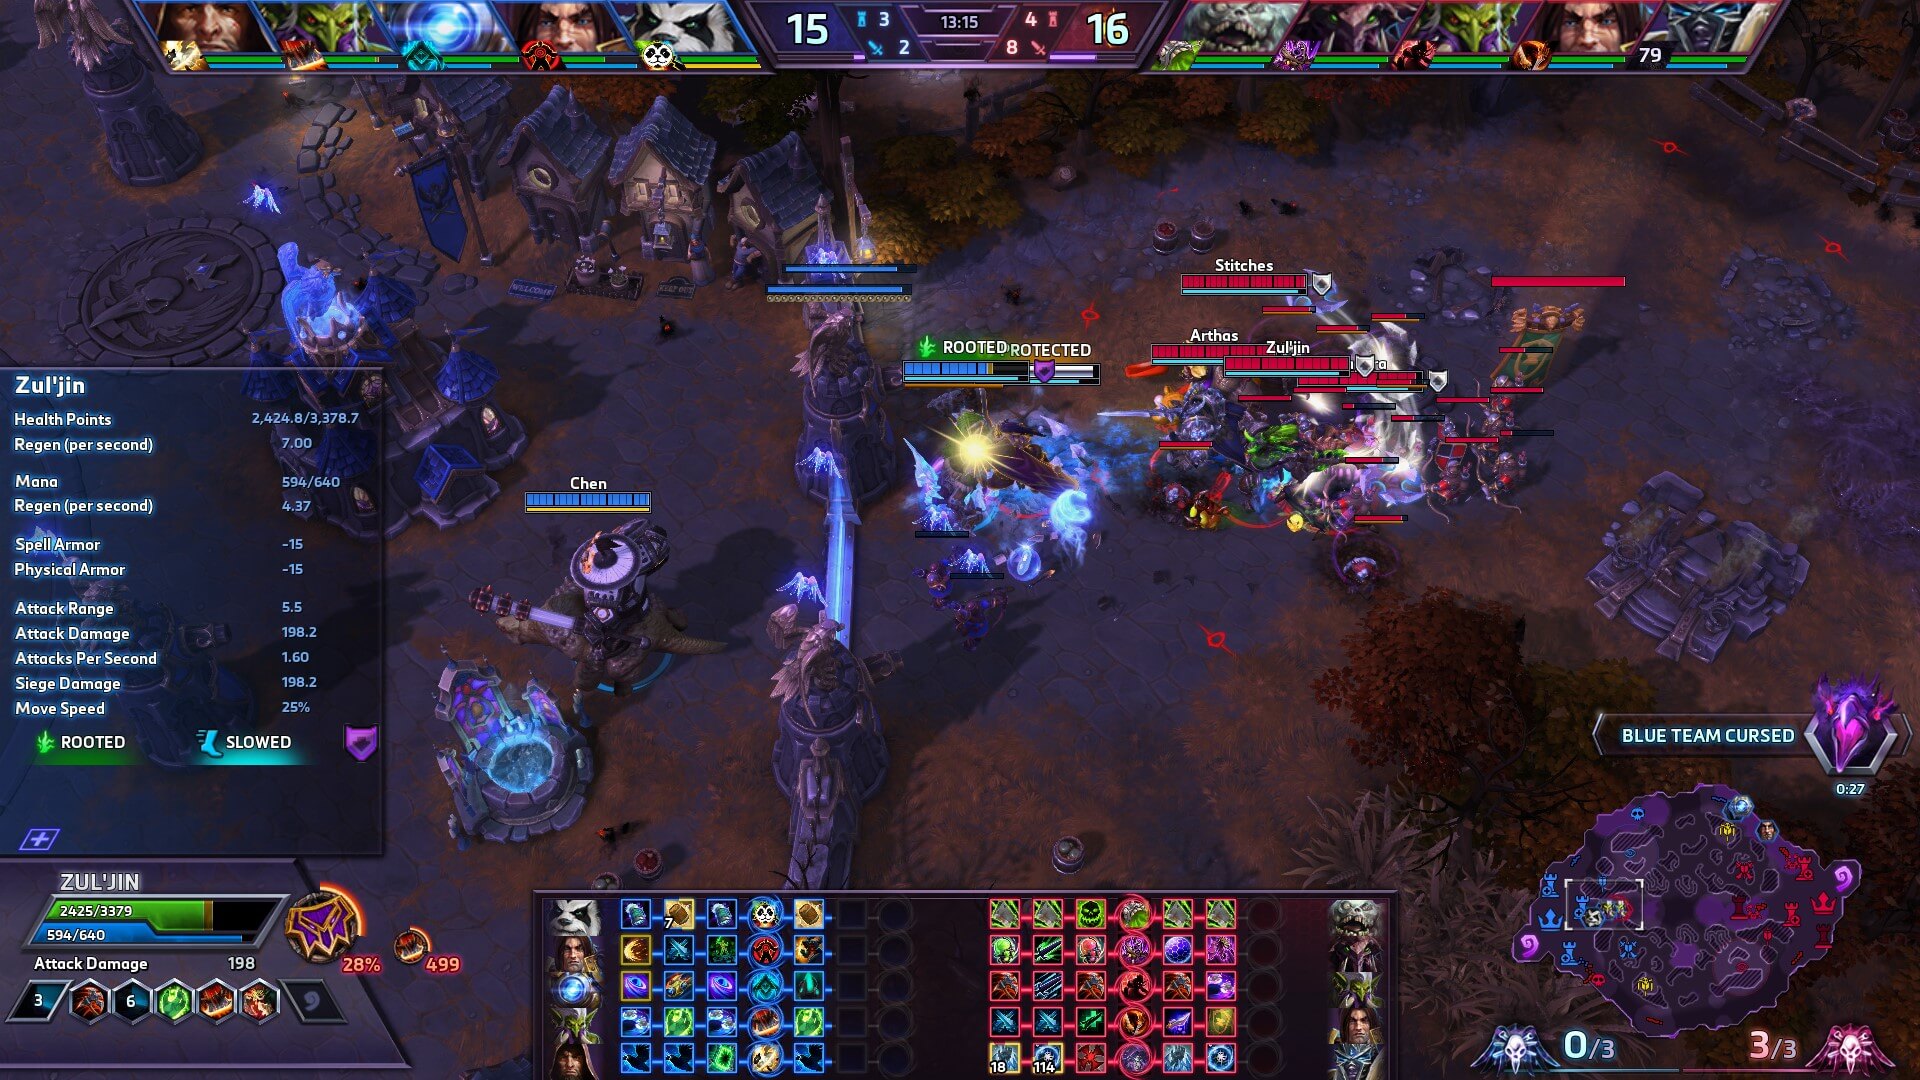 15
3
2
13:15
4
8
16
79
WELCOME
KEEP OUT
Stitches
Arthas
Zul'jin
ROOTED
ROTECTED
ra
Chen
Zul'jin
Health Points 2,424.8/3,378.7
Regen (per second) 7.00
Mana 594/640
Regen (per second) 4.37
Spell Armor -15
Physical Armor -15
Attack Range 5.5
Attack Damage 198.2
Attacks Per Second 1.60
Siege Damage 198.2
Move Speed 25%
ROOTED SLOWED
BLUE TEAM CURSED
0:27
ZUL'JIN
2425/3379
594/640
28%
499
Attack Damage 198
3
6
7
18
114
0/3
3/3